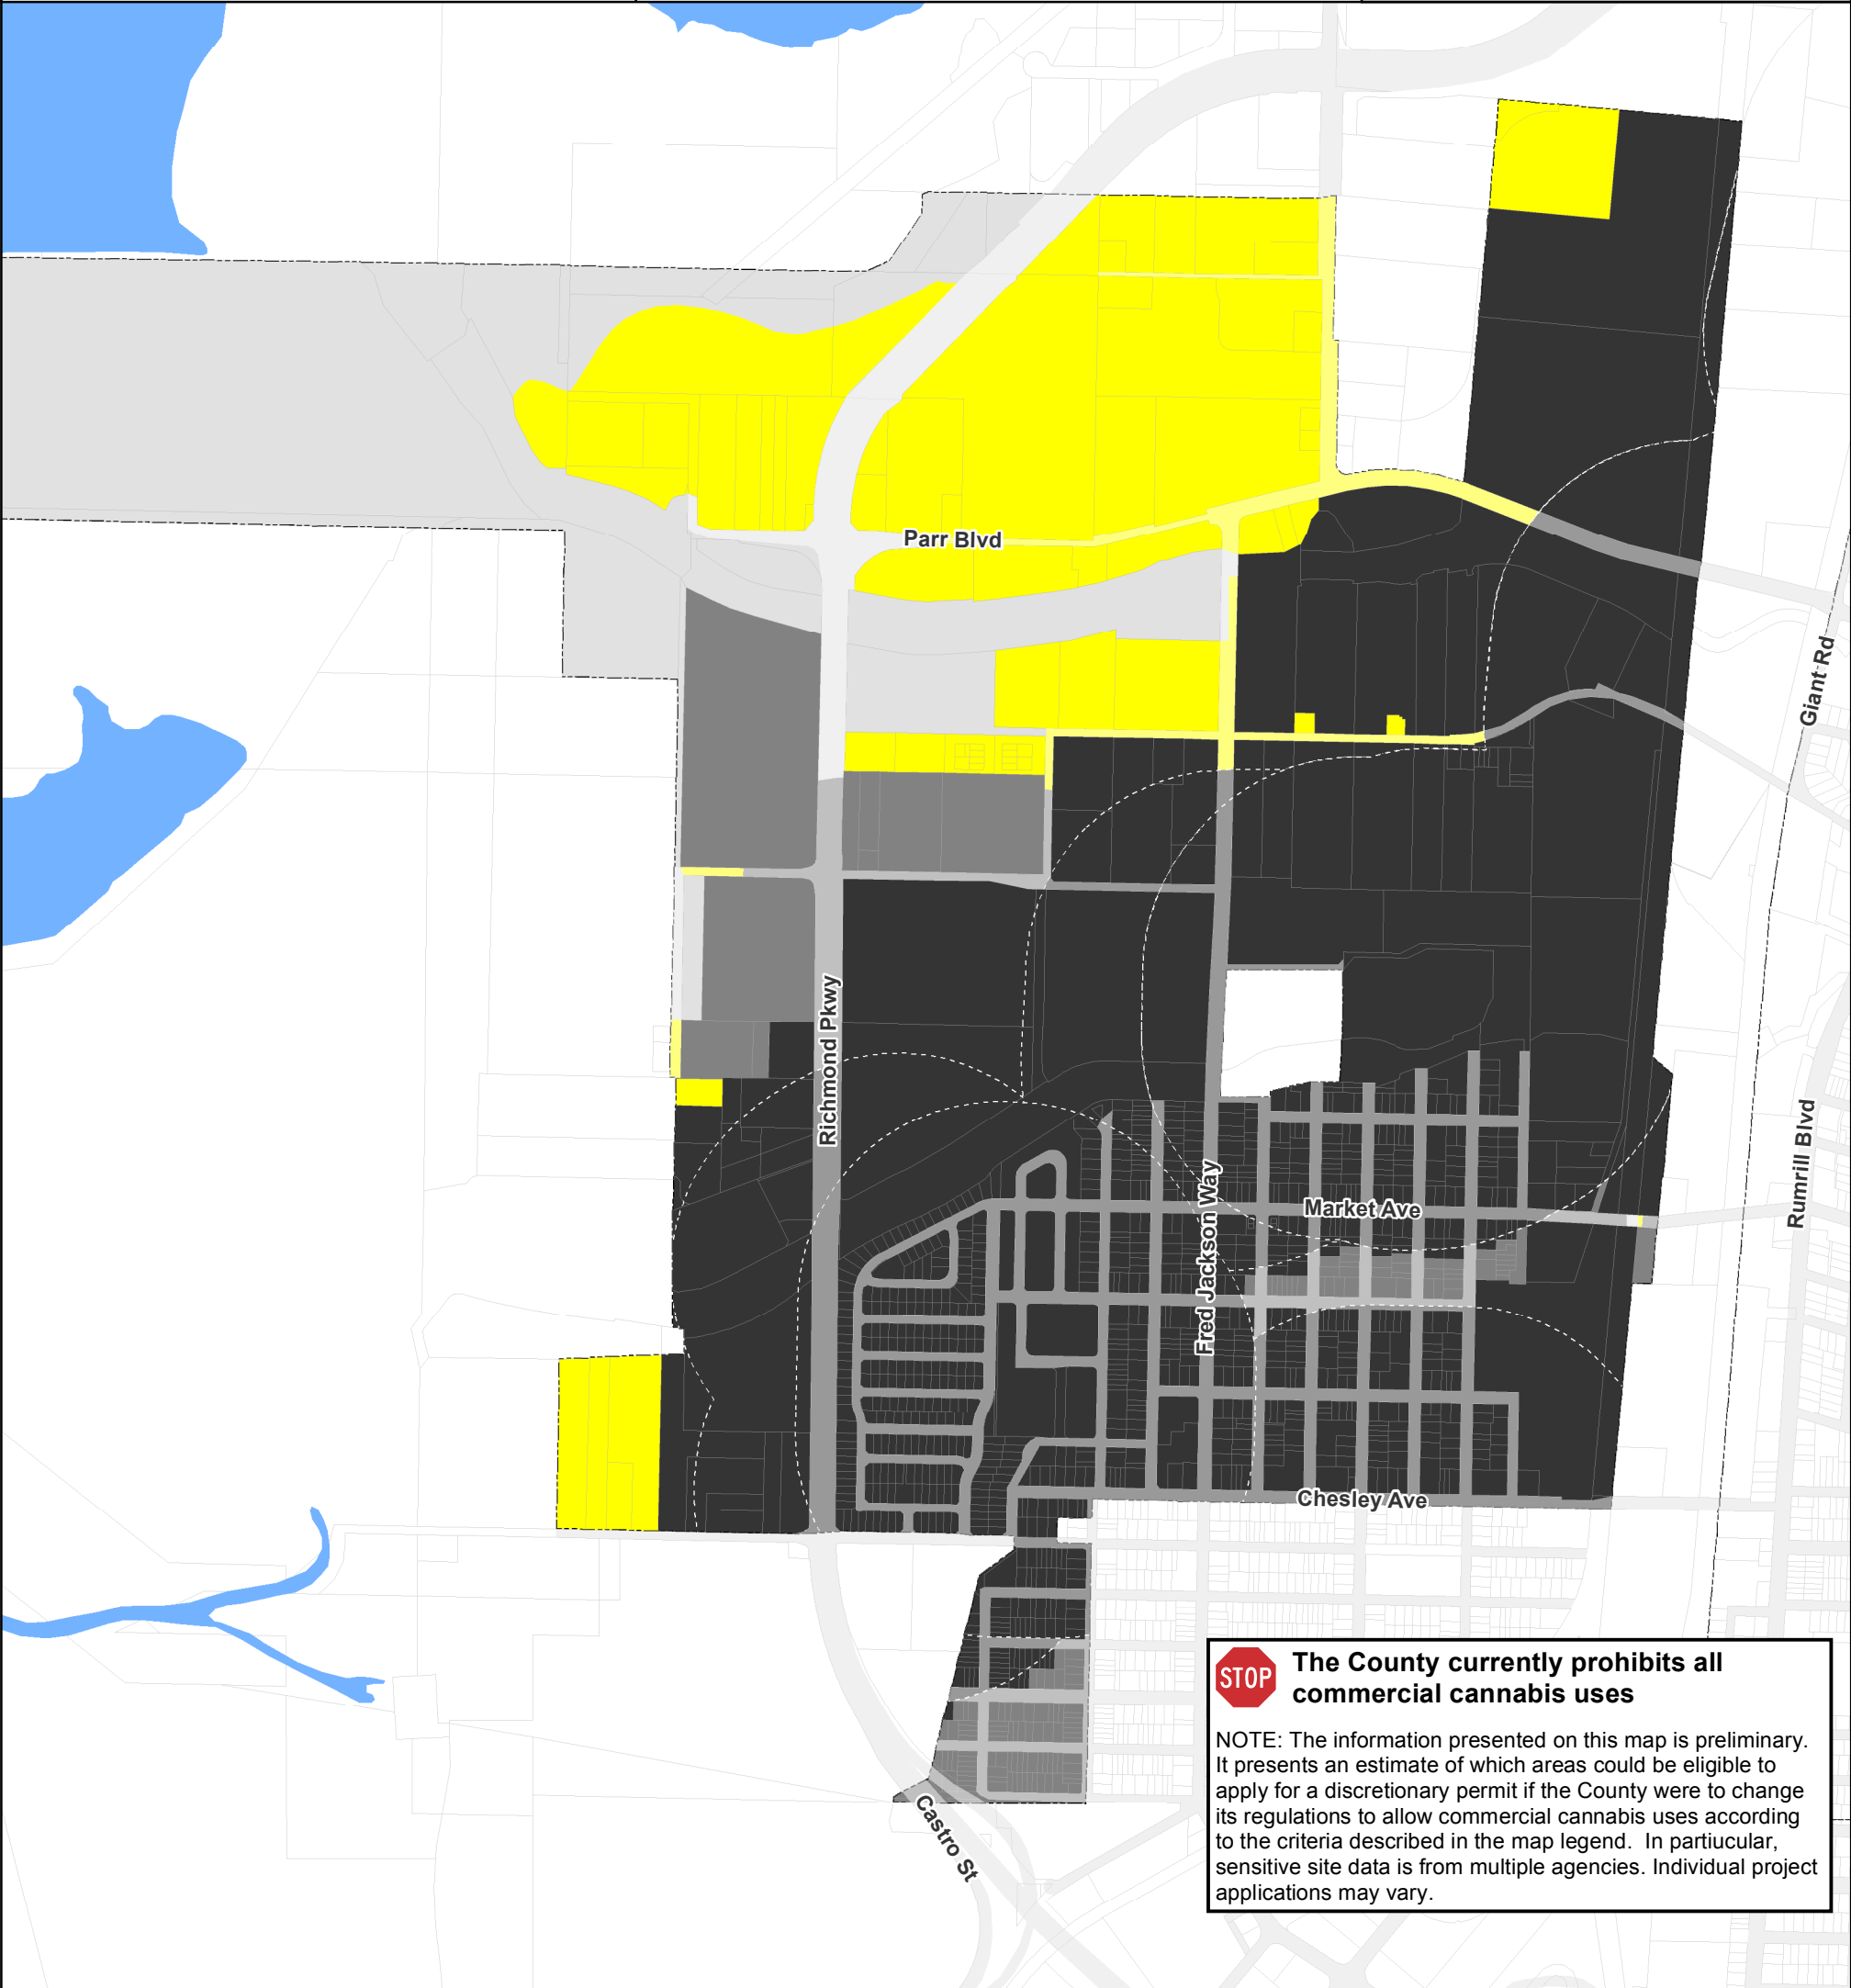 Parr Blvd
Giant Rd
Richmond Pkwy
Rumrill Blvd
Fred Jackson Way
Market Ave
Chesley Ave
Castro St
STOP
The County currently prohibits all
commercial cannabis uses
NOTE: The information presented on this map is preliminary.
It presents an estimate of which areas could be eligible to
apply for a discretionary permit if the County were to change
its regulations to allow commercial cannabis uses according
to the criteria described in the map legend.  In partiucular,
sensitive site data is from multiple agencies. Individual project
applications may vary.